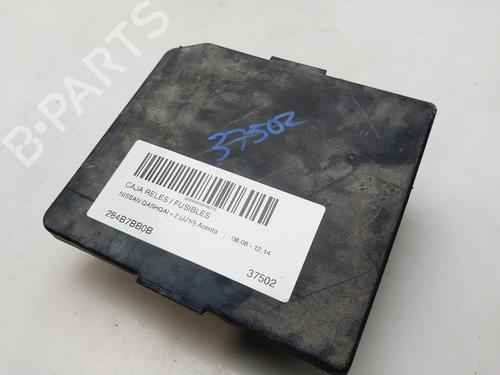 B-PARTS
37502
CAJA RELES / FUSIBLES
NISSAN QASHQAI + 2 (JJ10) Acenta
08.08 - 12.14
284B7BB0B
37502